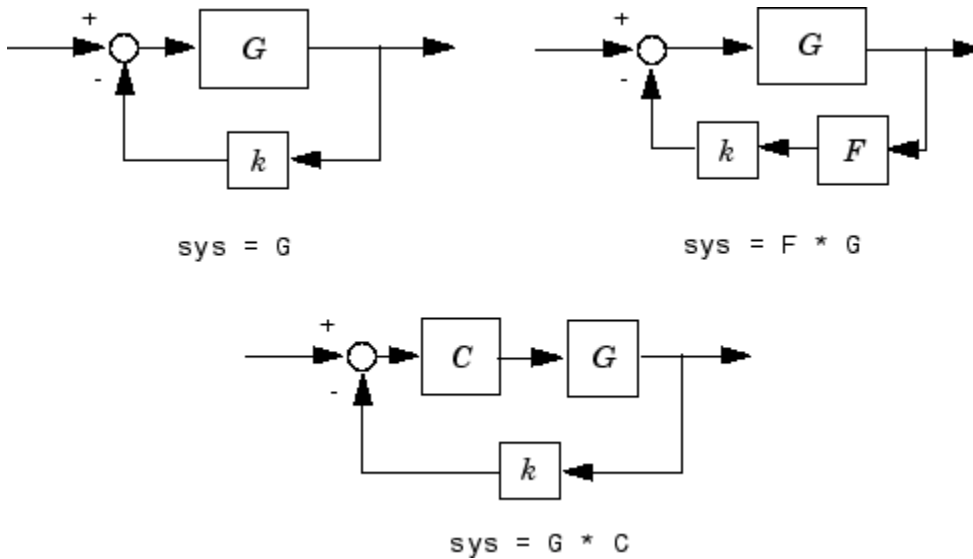 +
G
-
k
sys = G
+
G
-
k
F
sys = F * G
+
C
G
-
k
sys = G * C